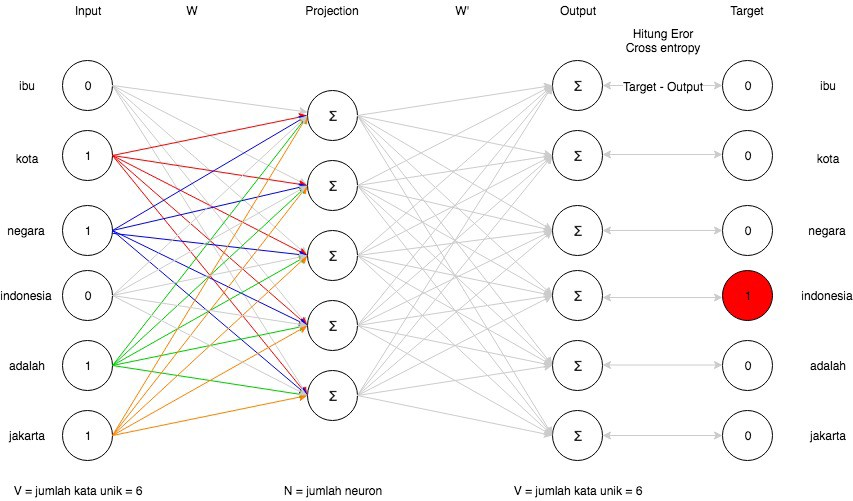 Input W Projection W' Output Target
Hitung Eror
Cross entropy
ibu 0 Σ Target - Output 0 ibu
Σ
kota 1 Σ 0 kota
Σ
negara 1 Σ 0 negara
Σ
indonesia 0 Σ 1 indonesia
Σ
adalah 1 Σ 0 adalah
Σ
jakarta 1 Σ 0 jakarta
V = jumlah kata unik = 6 N = jumlah neuron V = jumlah kata unik = 6